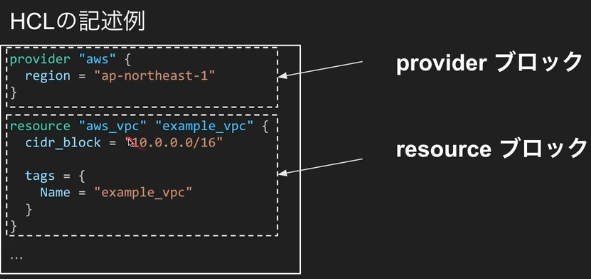 HCLの記述例
provider "aws" {
region = "ap-northeast-1"
}
provider ブロック
resource "aws_vpc" "example_vpc" {
cidr_block = "10.0.0.0/16"
tags = {
Name = "example_vpc"
}
}
resource ブロック
...